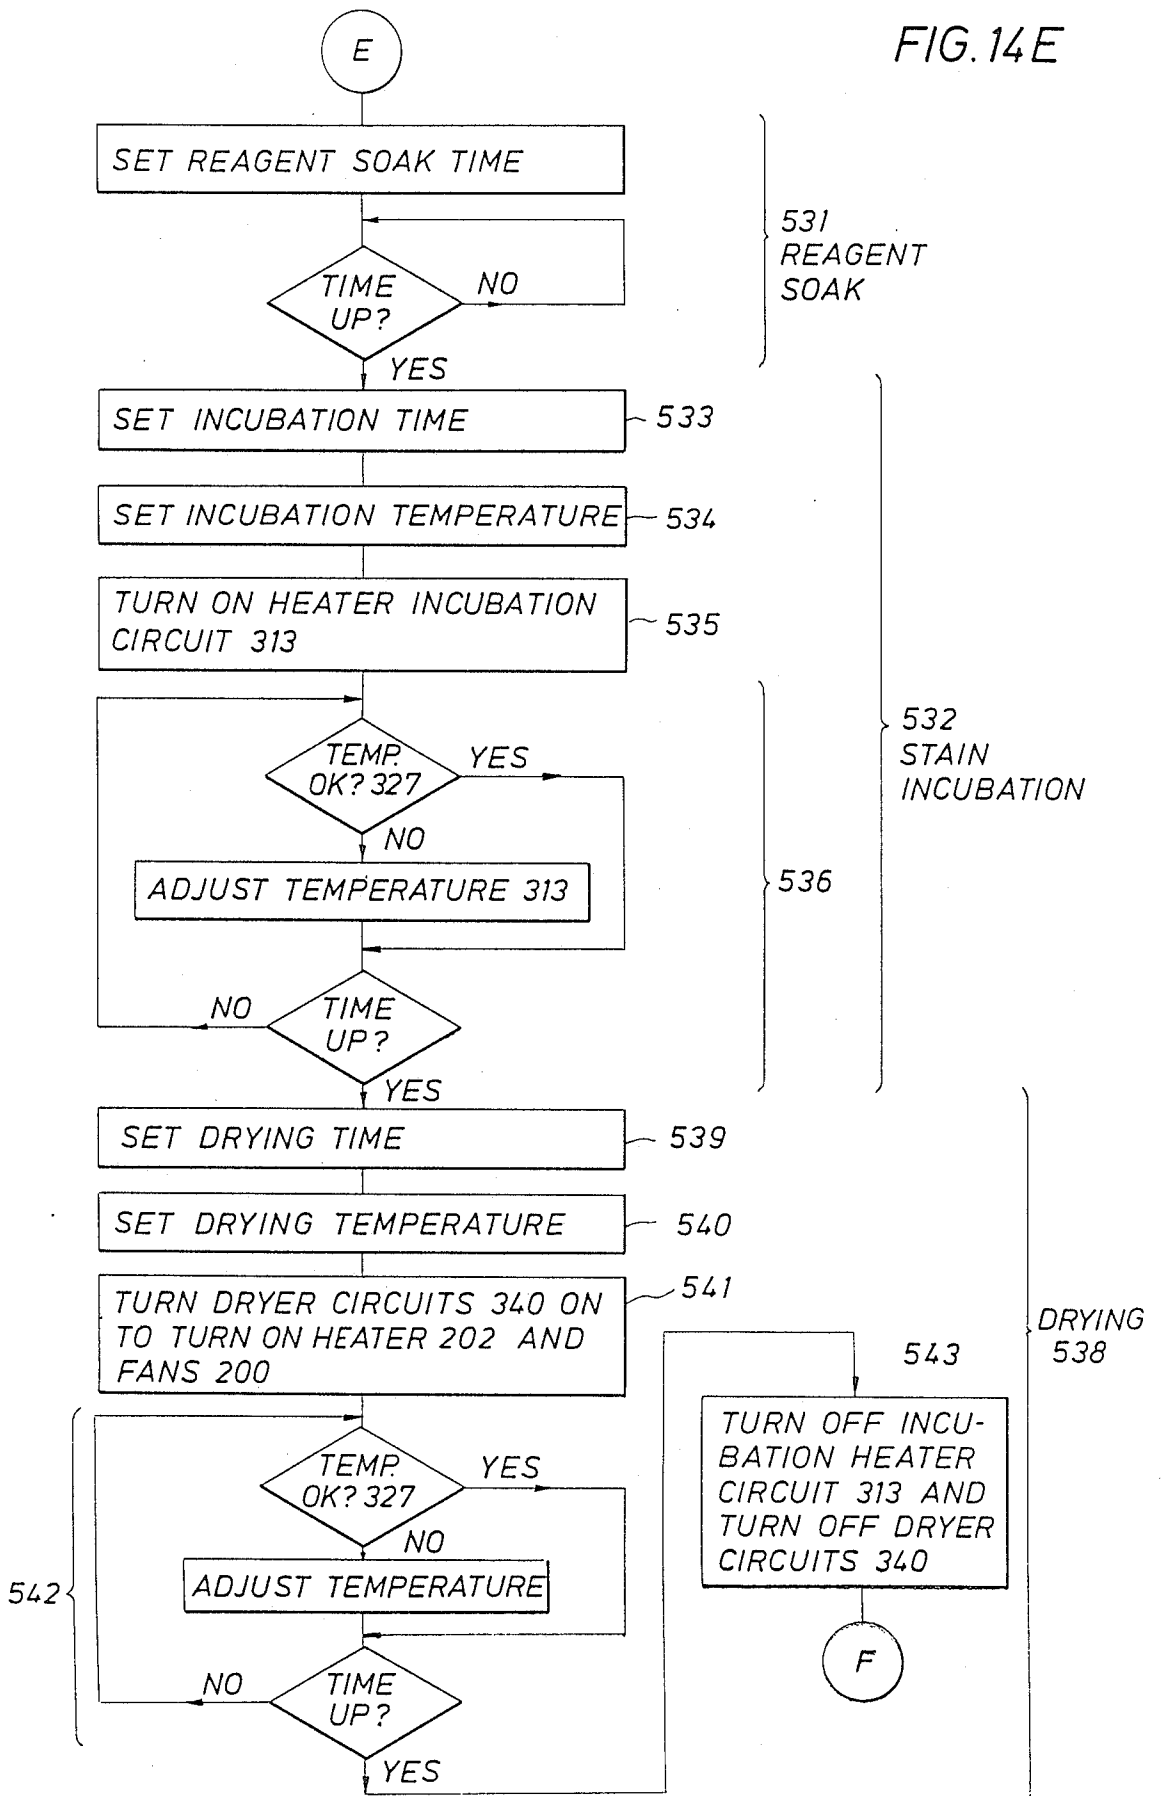 FIG. 14E
E
SET REAGENT SOAK TIME
TIME
UP?
NO
YES
531
REAGENT
SOAK
SET INCUBATION TIME
533
SET INCUBATION TEMPERATURE
534
TURN ON HEATER INCUBATION
CIRCUIT 313
535
TEMP.
OK? 327
YES
NO
ADJUST TEMPERATURE 313
TIME
UP?
NO
YES
536
532
STAIN
INCUBATION
SET DRYING TIME
539
SET DRYING TEMPERATURE
540
TURN DRYER CIRCUITS 340 ON
TO TURN ON HEATER 202 AND
FANS 200
541
TEMP.
OK? 327
YES
NO
ADJUST TEMPERATURE
542
TIME
UP?
NO
YES
DRYING
538
543
TURN OFF INCU-
BATION HEATER
CIRCUIT 313 AND
TURN OFF DRYER
CIRCUITS 340
F